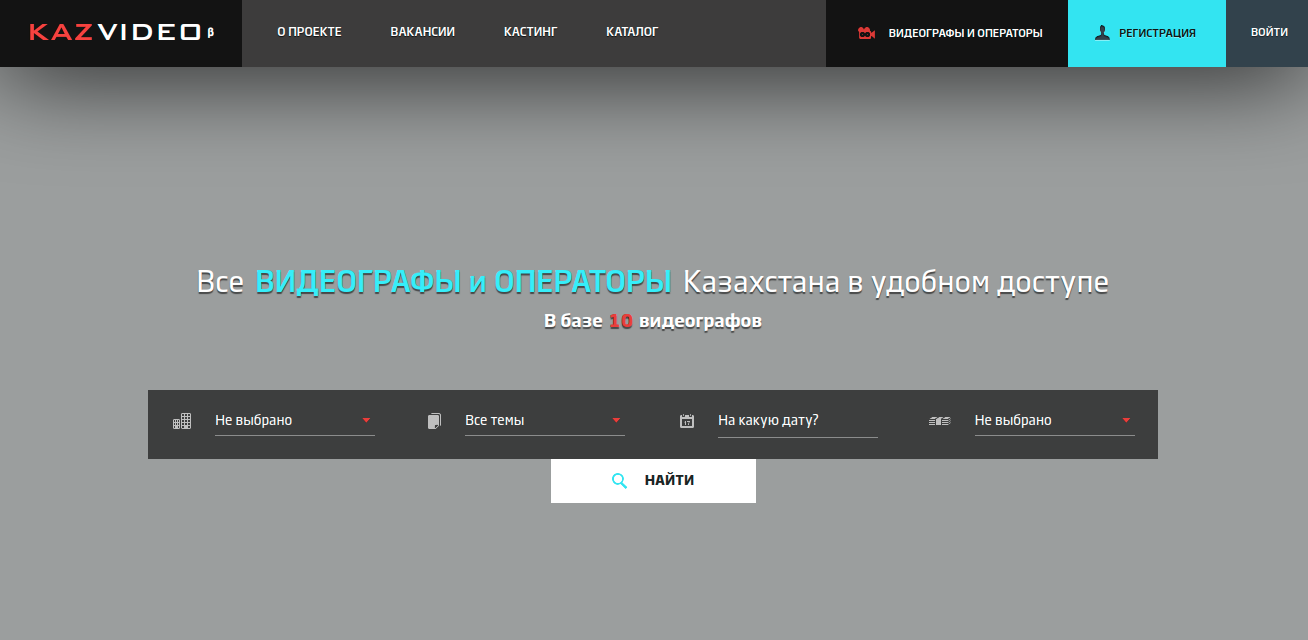 KAZVIDEO β
О ПРОЕКТЕ ВАКАНСИИ КАСТИНГ КАТАЛОГ ВИДЕОГРАФЫ И ОПЕРАТОРЫ РЕГИСТРАЦИЯ ВОЙТИ
Все ВИДЕОГРАФЫ и ОПЕРАТОРЫ Казахстана в удобном доступе
В базе 10 видеографов
Не выбрано Все темы 17 На какую дату? Не выбрано
НАЙТИ